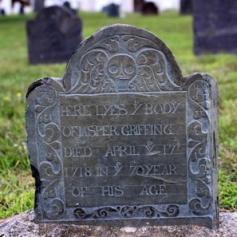 HERE LYES Yᵉ BODY
OF JASPER GRIFFING
DIED APRIL Yᵉ 17
1718 IN Yᵉ 70 YEAR
OF HIS AGE